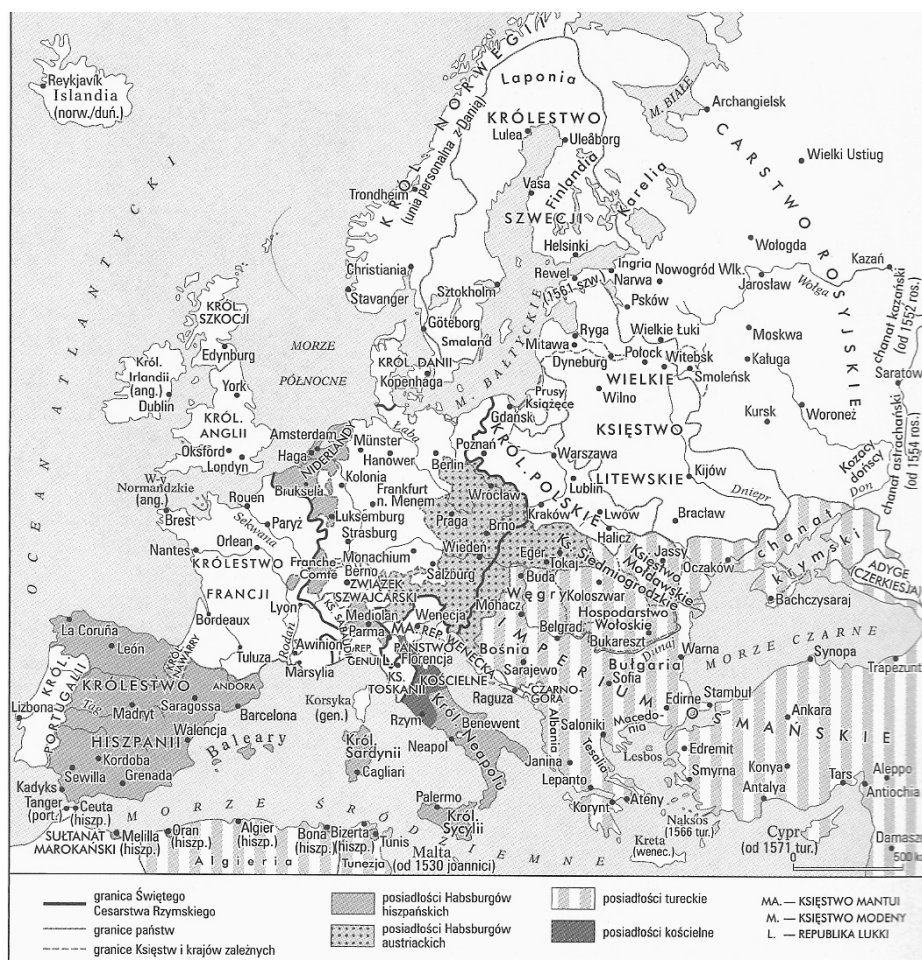 Reykjavík
Islandia
(norw./duń.)
OCEAN ATLANTYCKI
KRÓL. NORWEGII
(unia personalna z Danią)
Laponia
KRÓLESTWO
SZWECJI
M. BIAŁE
Archangielsk
CARSTWO ROSYJSKIE
Lulea
Uleåborg
Wielki Ustiug
Trondheim
Vasa
Finlandia
Karelia
Helsinki
Wołogda
Kazań
Christiania
Stavanger
Sztokholm
Rewel
(1561 szw.)
Ingria
Narwa
Nowogród Wlk.
Jarosław
Wołga
Psków
chanat kazański
(od 1552 ros.)
KRÓL.
SZKOCJI
Edynburg
MORZE
PÓŁNOCNE
Göteborg
Smaland
M. BAŁTYCKIE
Ryga
Mitawa
Wielkie Łuki
Moskwa
Dyneburg
Połock
Witebsk
Kaługa
Smoleńsk
Saratów
Król.
Irlandii
(ang.)
Dublin
York
KRÓL. DANII
Kopenhaga
WIELKIE
Wilno
KSIĘSTWO
LITEWSKIE
Prusy
Książęce
Gdańsk
Kursk
Woroneż
KRÓL.
ANGLII
Oksford
Londyn
Amsterdam
Haga
NIDERLANDY
Münster
Hanower
Łaba
Berlin
Poznań
KRÓL. POLSKIE
Warszawa
Kozacy
dońscy
Don
chanat astrachański
(od 1554 ros.)
W-y
Normandzkie
(ang.)
Bruksela
Kolonia
Frankfurt
n. Menem
Wrocław
Lublin
Kijów
Dniepr
Rouen
Luksemburg
Praga
Kraków
Lwów
Bracław
Brest
Sekwana
Paryż
Strasburg
Brno
Halicz
Nantes
Orlean
Monachium
Wiedeń
Eger
Tokaj
Ks. Siedmiogrodzkie
Księstwo
Mołdawskie
Jassy
Oczaków
chanat
krymski
KRÓLESTWO
FRANCJI
Franche-
Comté
Berno
ZWIĄZEK
SZWAJCARSKI
Salzburg
Buda
Węgry
Koloszwar
ADYGE
(CZERKIESJA)
Bachczysaraj
Lyon
KS. SABAUDII
Mediolan
Parma
MA.
Wenecja
REP. WENECKA
Mohacz
Hospodarstwo
Wołoskie
Bukareszt
Bordeaux
Rodan
REP.
GENUI
M.
Belgrad
Dunaj
La Coruña
León
KRÓL.
NAWARRY
Tuluza
Awinion
Marsylia
L.
PAŃSTWO
KOŚCIELNE
Florencja
KS.
TOSKANII
Bośnia
Sarajewo
Bułgaria
Sofia
Warna
MORZE CZARNE
Synopa
Trapezunt
KRÓL.
PORTUGALII
KRÓLESTWO
HISZPANII
ANDORA
Saragossa
Korsyka
(gen.)
Raguza
CZARNO-
GÓRA
IMPERIUM OSMAŃSKIE
Lizbona
Tag
Madryt
Barcelona
Rzym
Król.
Neapolu
Benewent
Albania
Macedo-
nia
Edirne
Stambuł
Ankara
Walencja
Baleary
Król.
Sardynii
Cagliari
Neapol
Saloniki
Janina
Tesalia
Lesbos
Edremit
Konya
Kordoba
Sewilla
Grenada
Lepanto
Smyrna
Tars
Aleppo
Kadyks
Tanger
(port.)
Ceuta
(hiszp.)
MORZE ŚRÓDZIEMNE
Palermo
Król.
Sycylii
Korynt
Ateny
Antalya
Antiochia
SUŁTANAT
MAROKAŃSKI
Melilla
(hiszp.)
Oran
(hiszp.)
Algier
(hiszp.)
Bona
(hiszp.)
Bizerta
(hiszp.)
Tunis
Naksos
(1566 tur.)
Kreta
(wenec.)
Cypr
(od 1571 tur.)
Damasz
Algieria
Tunezja
Malta
(od 1530 joannici)
0 500 k
granica Świętego
Cesarstwa Rzymskiego
granice państw
granice Księstw i krajów zależnych
posiadłości Habsburgów
hiszpańskich
posiadłości Habsburgów
austriackich
posiadłości tureckie
posiadłości kościelne
MA. — KSIĘSTWO MANTUI
M. — KSIĘSTWO MODENY
L. — REPUBLIKA LUKKI